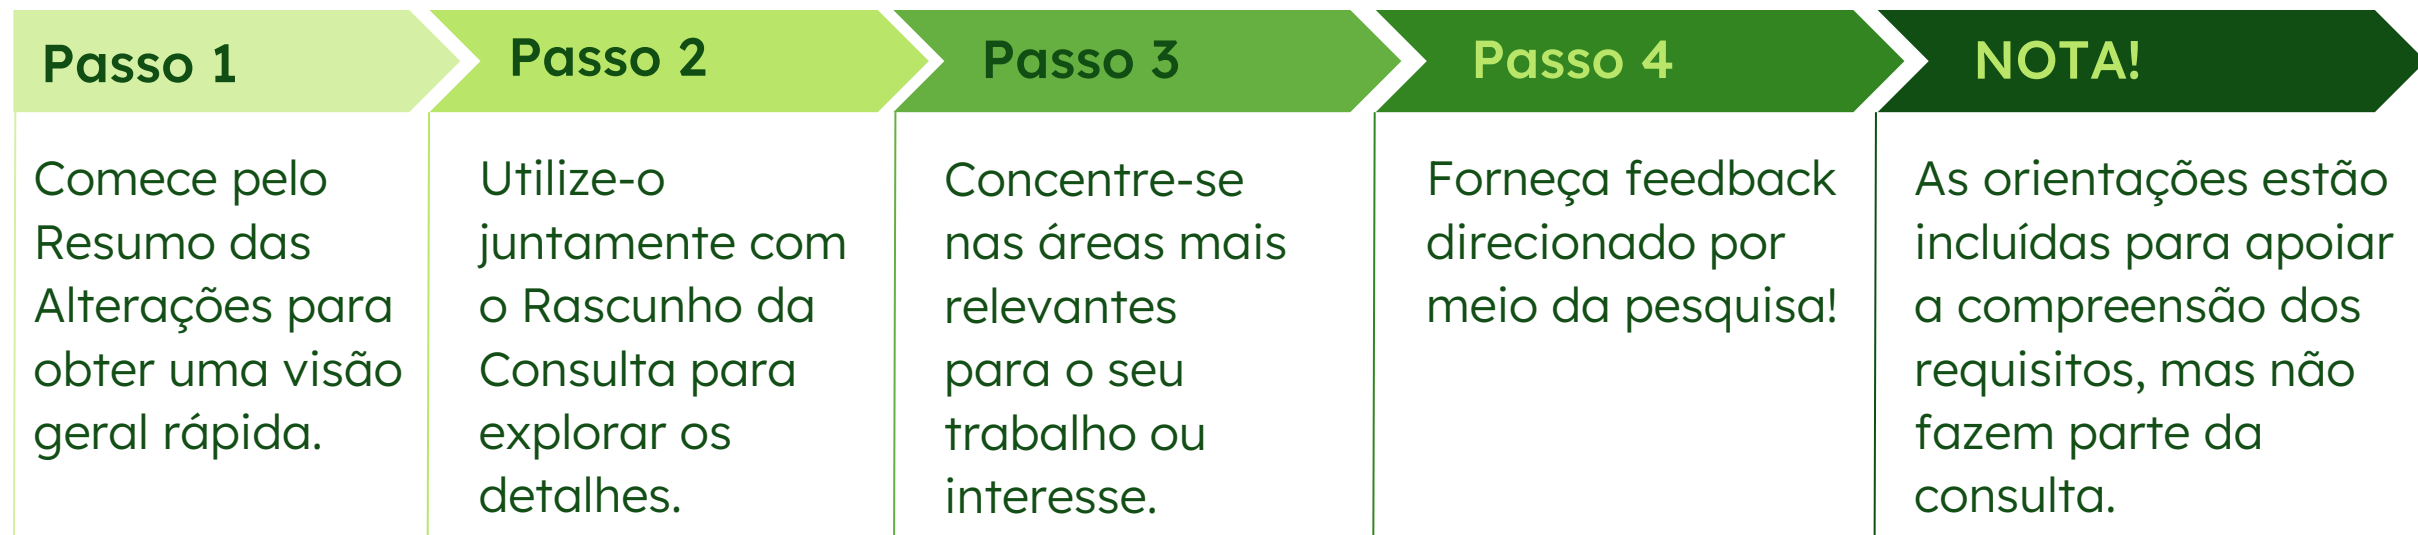 Passo 1
Comece pelo
Resumo das
Alterações para
obter uma visão
geral rápida.
Passo 2
Utilize-o
juntamente com
o Rascunho da
Consulta para
explorar os
detalhes.
Passo 3
Concentre-se
nas áreas mais
relevantes
para o seu
trabalho ou
interesse.
Passo 4
Forneça feedback
direcionado por
meio da pesquisa!
NOTA!
As orientações estão
incluídas para apoiar
a compreensão dos
requisitos, mas não
fazem parte da
consulta.